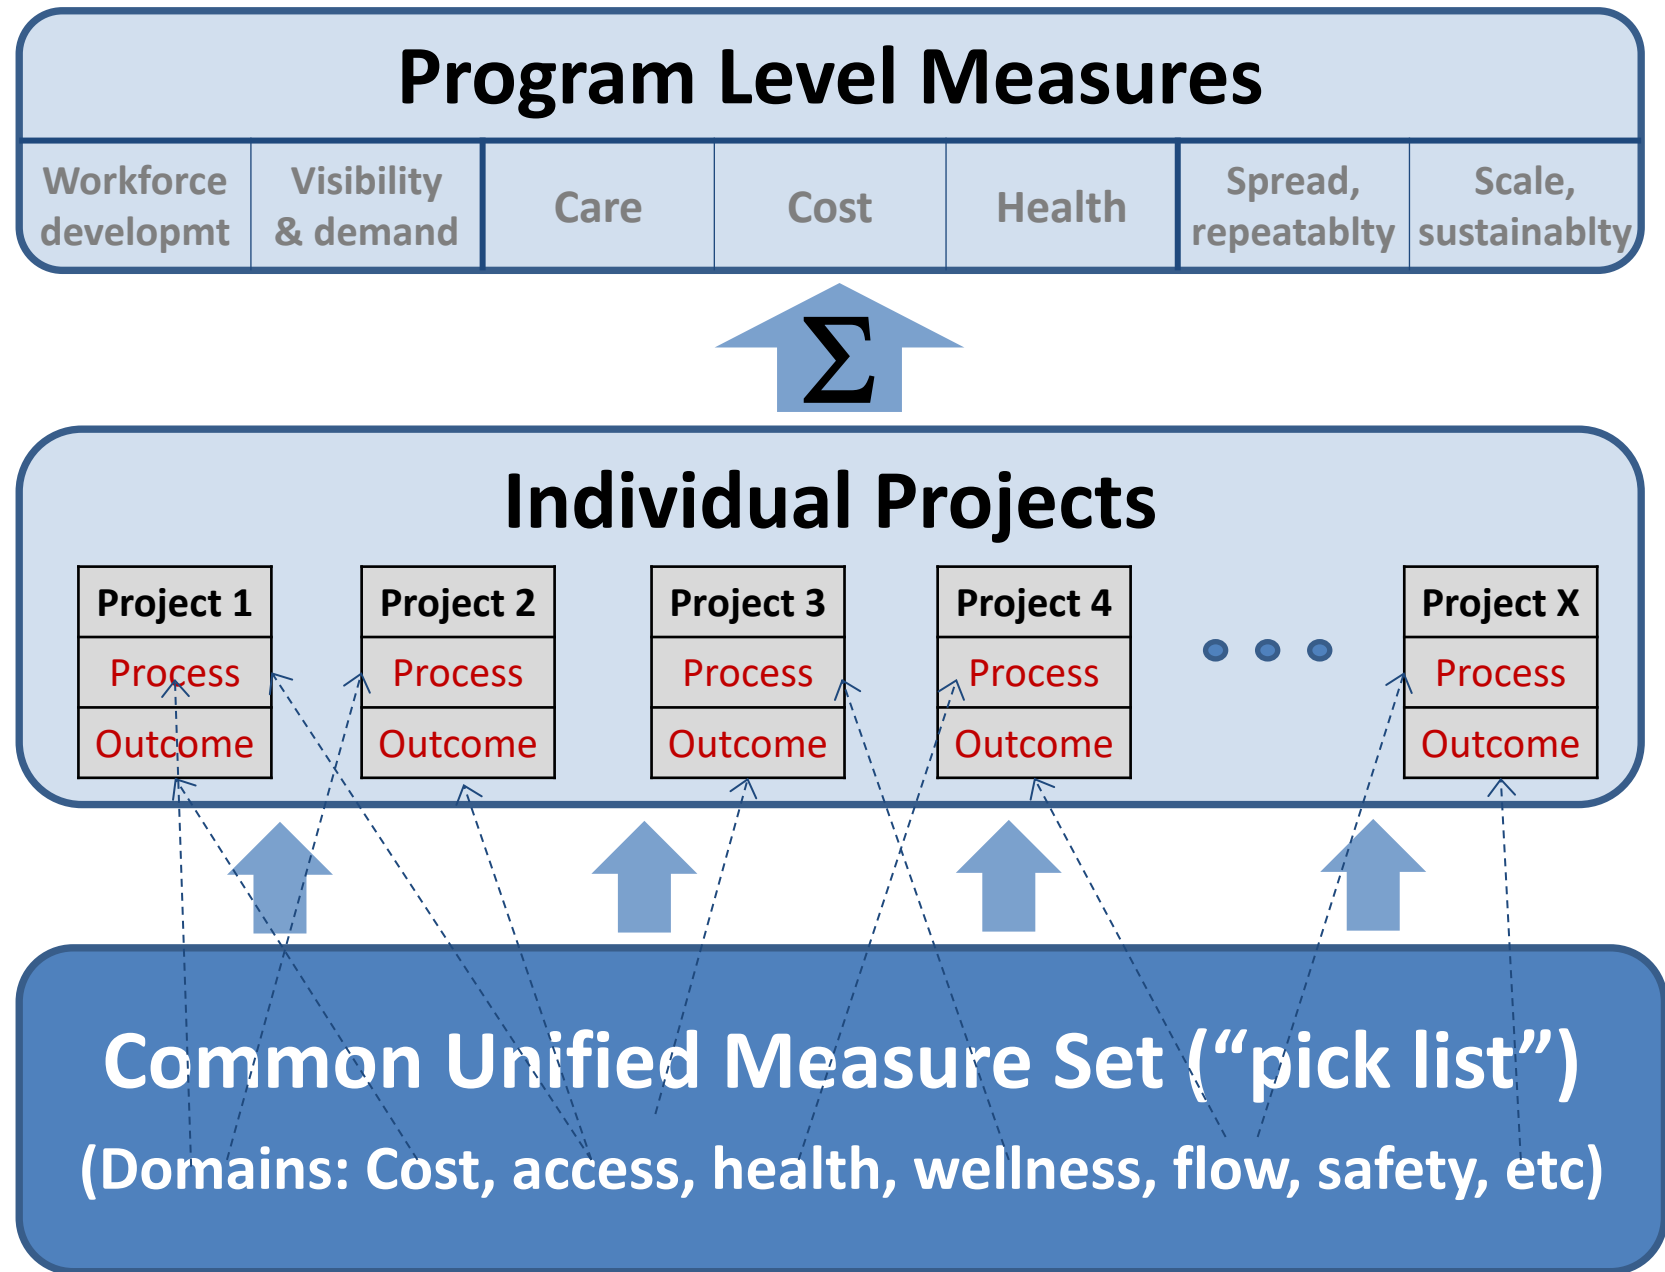 Program Level Measures
Workforce
developmt
Visibility
& demand
Care
Cost
Health
Spread,
repeatablty
Scale,
sustainablty
Σ
Individual Projects
Project 1
Process
Outcome
Project 2
Process
Outcome
Project 3
Process
Outcome
Project 4
Process
Outcome
Project X
Process
Outcome
Common Unified Measure Set (“pick list”)
(Domains: Cost, access, health, wellness, flow, safety, etc)